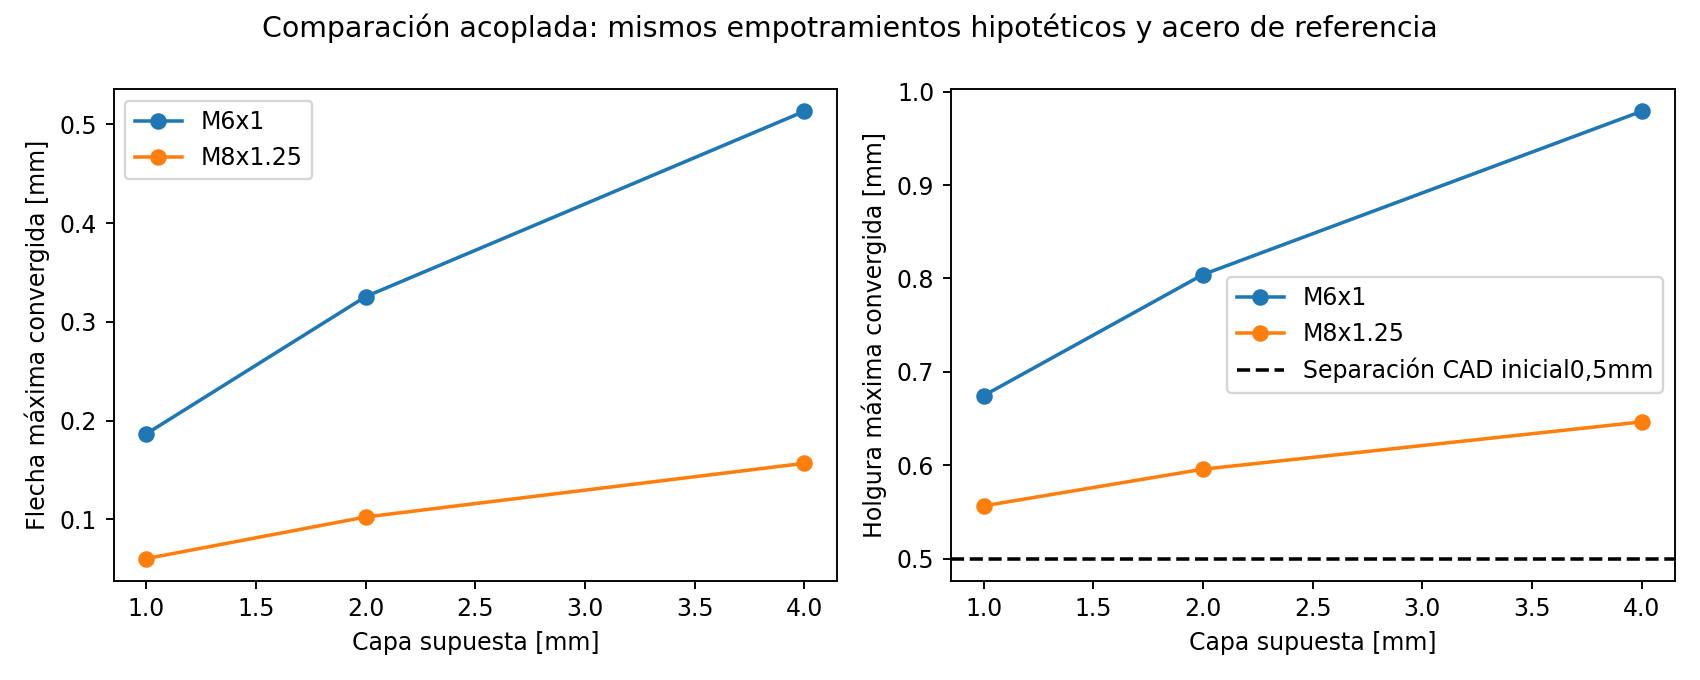 Comparación acoplada: mismos empotramientos hipotéticos y acero de referencia
Flecha máxima convergida [mm]
0.5
0.4
0.3
0.2
0.1
M6x1
M8x1.25
1.0 1.5 2.0 2.5 3.0 3.5 4.0
Capa supuesta [mm]
Holgura máxima convergida [mm]
1.0
0.9
0.8
0.7
0.6
0.5
M6x1
M8x1.25
Separación CAD inicial0,5mm
1.0 1.5 2.0 2.5 3.0 3.5 4.0
Capa supuesta [mm]